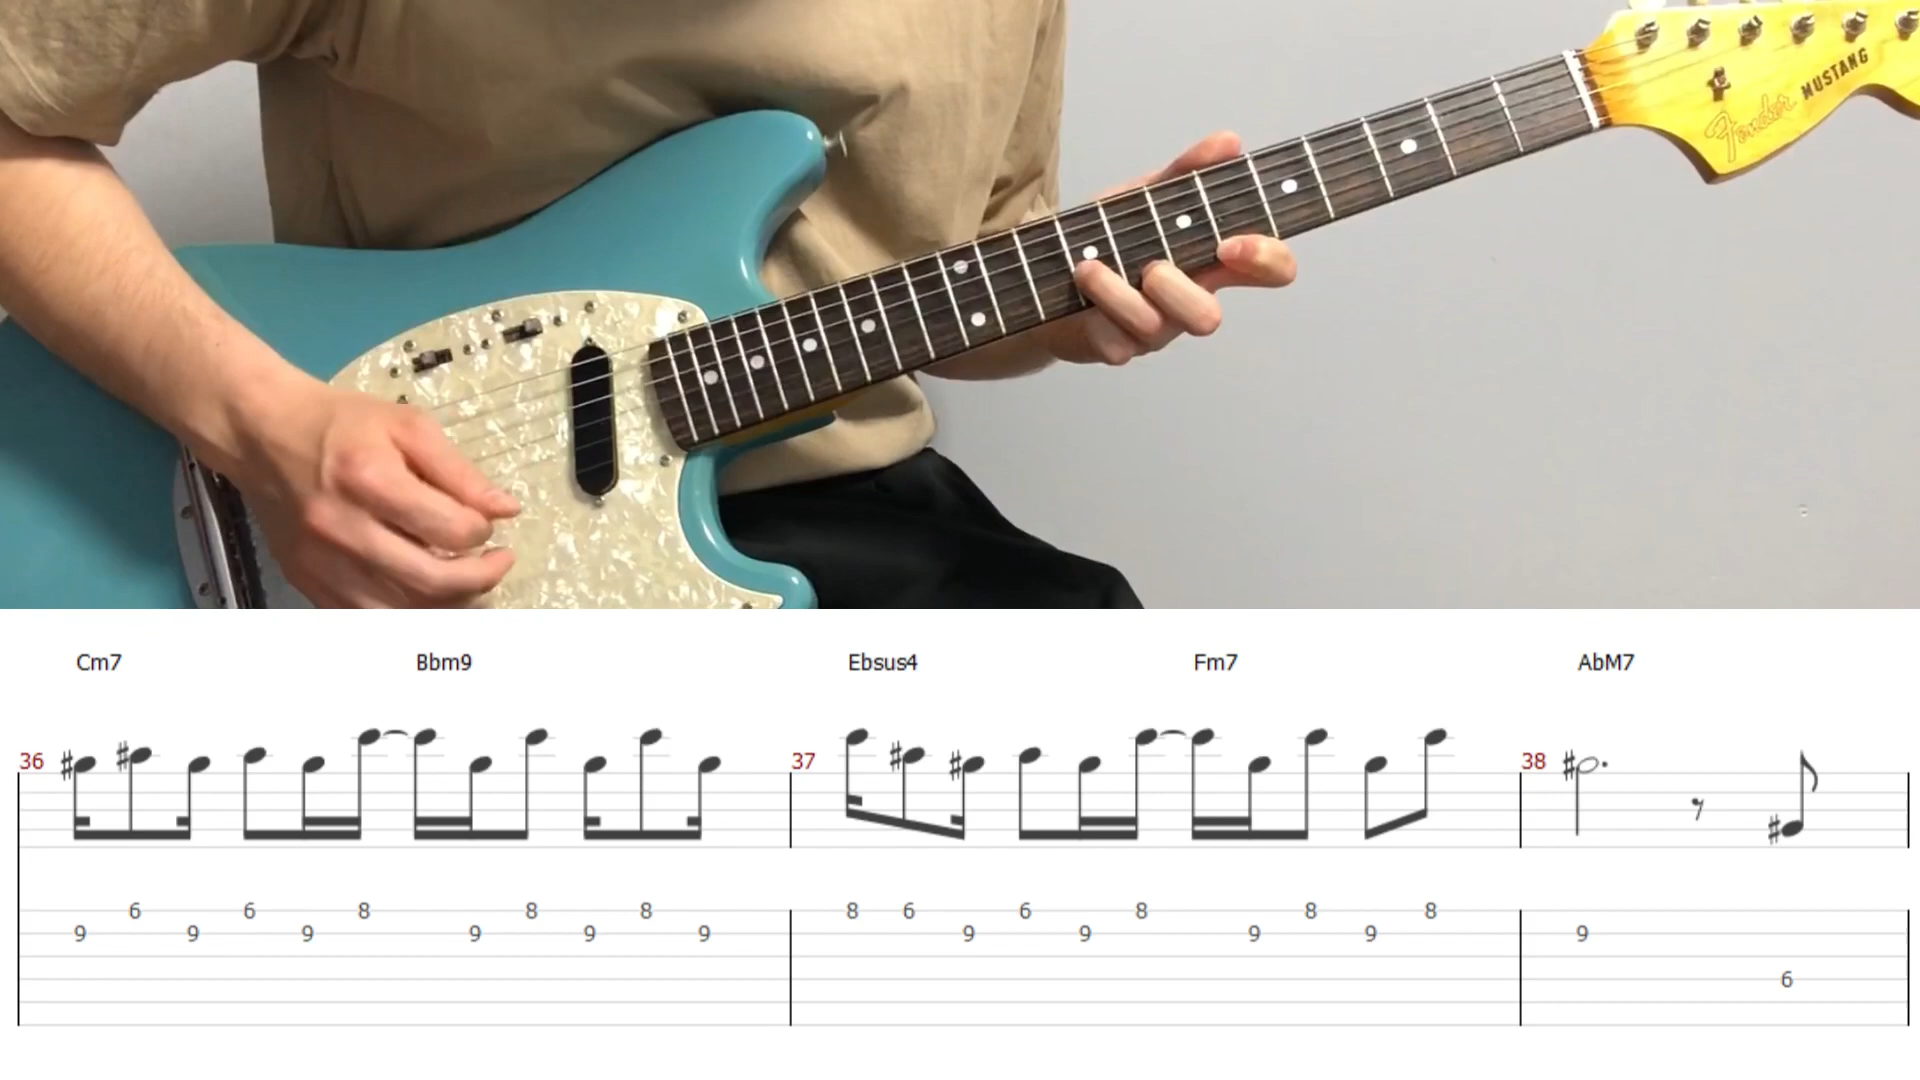 Fender MUSTANG
Cm7 Bbm9 Ebsus4 Fm7 AbM7
36 37 38
6 6 8 8 8 8 6 6 8 8 8
9 9 9 9 9 9 9 9 9 9 9
6